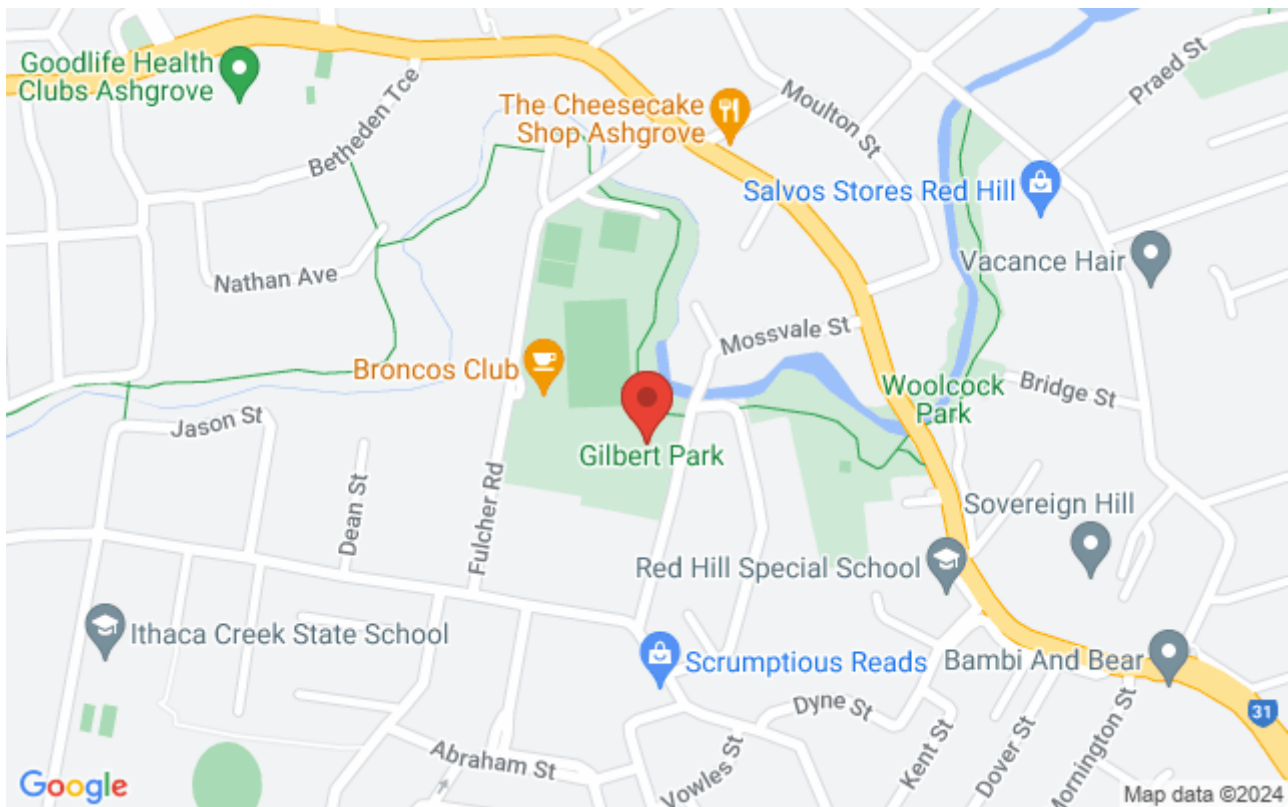 Goodlife Health
Clubs Ashgrove
Betheden Tce
The Cheesecake
Shop Ashgrove
Moulton St
Praed St
Salvos Stores Red Hill
Nathan Ave
Vacance Hair
Mossvale St
Broncos Club
Woolcock
Park
Bridge St
Jason St
Gilbert Park
Dean St
Fulcher Rd
Sovereign Hill
Red Hill Special School
Ithaca Creek State School
Scrumptious Reads
Bambi And Bear
Dyne St
31
Abraham St
Vowles St
Kent St
Dover St
Mornington St
Google
Map data ©2024